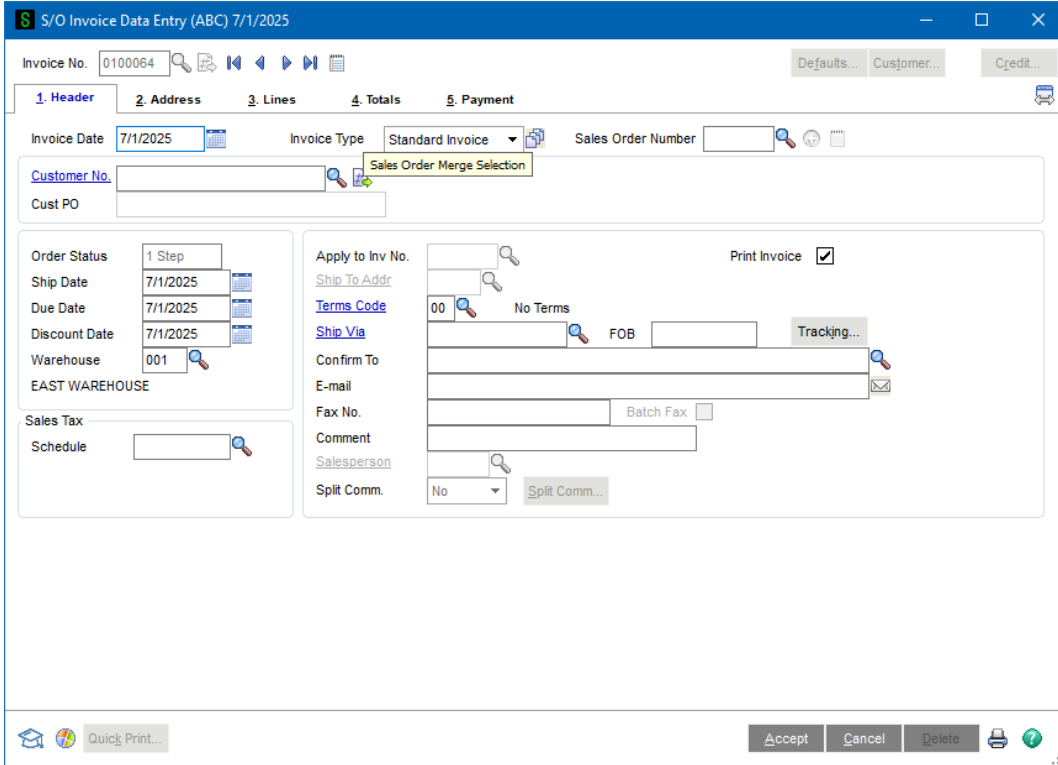 S/O Invoice Data Entry (ABC) 7/1/2025
Invoice No. 0100064 Defaults... Customer... Credit...
1. Header 2. Address 3. Lines 4. Totals 5. Payment
Invoice Date 7/1/2025 Invoice Type Standard Invoice Sales Order Number
Sales Order Merge Selection
Customer No.
Cust PO
Order Status 1 Step
Ship Date 7/1/2025
Due Date 7/1/2025
Discount Date 7/1/2025
Warehouse 001
EAST WAREHOUSE
Sales Tax
Schedule
Apply to Inv No. Print Invoice
Ship To Addr
Terms Code 00 No Terms
Ship Via FOB Tracking...
Confirm To
E-mail
Fax No. Batch Fax
Comment
Salesperson
Split Comm. No Split Comm...
Quick Print... Accept Cancel Delete